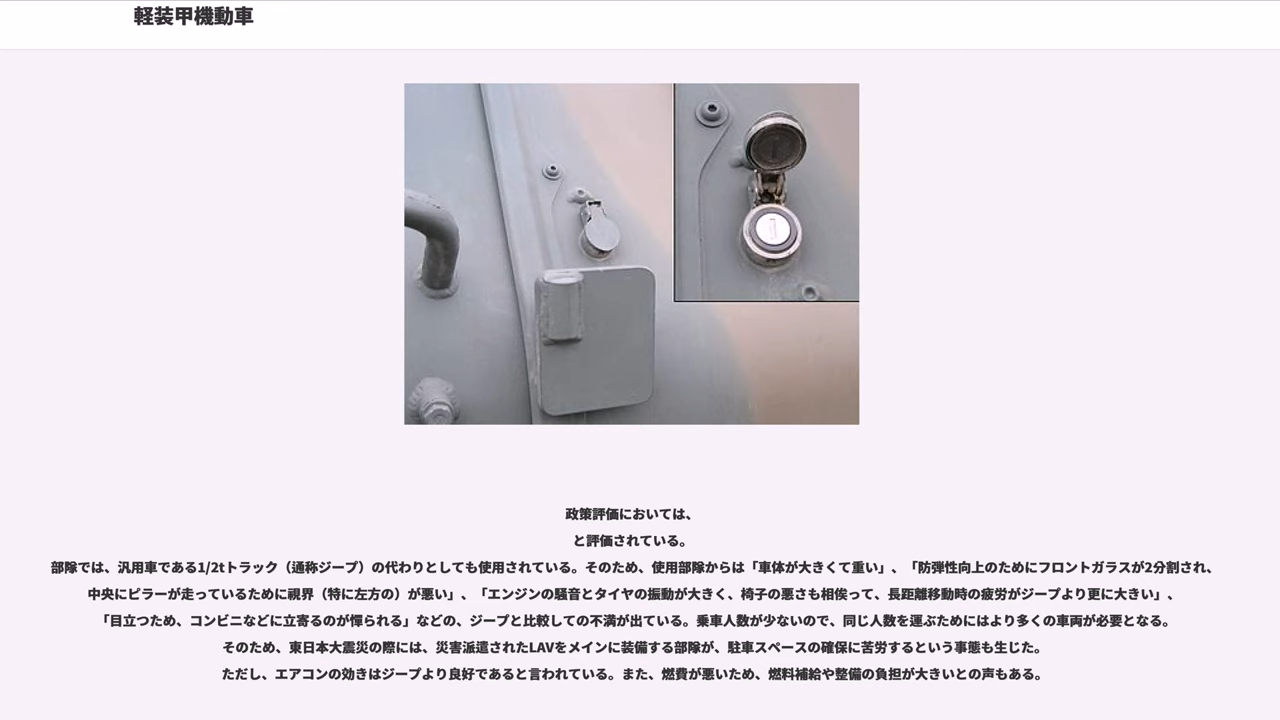 軽装甲機動車
政策評価においては、
と評価されている。
部隊では、汎用車である1/2tトラック（通称ジープ）の代わりとしても使用されている。そのため、使用部隊からは「車体が大きくて重い」、「防弾性向上のためにフロントガラスが2分割され、
中央にピラーが走っているために視界（特に左方の）が悪い」、「エンジンの騒音とタイヤの振動が大きく、椅子の悪さも相俟って、長距離移動時の疲労がジープより更に大きい」、
「目立つため、コンビニなどに立寄るのが憚られる」などの、ジープと比較しての不満が出ている。乗車人数が少ないので、同じ人数を運ぶためにはより多くの車両が必要となる。
そのため、東日本大震災の際には、災害派遣されたLAVをメインに装備する部隊が、駐車スペースの確保に苦労するという事態も生じた。
ただし、エアコンの効きはジープより良好であると言われている。また、燃費が悪いため、燃料補給や整備の負担が大きいとの声もある。